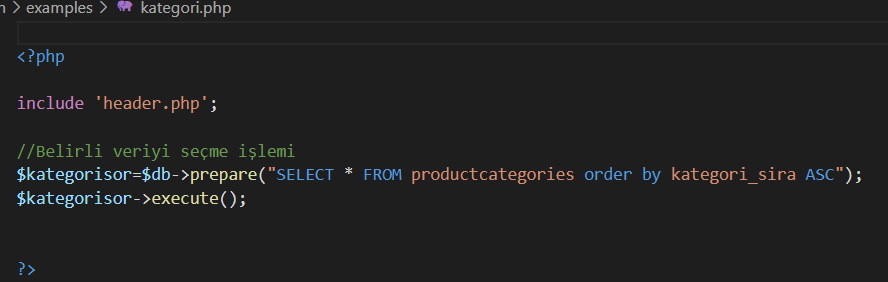 examples > kategori.php
<?php
include 'header.php';
//Belirli veriyi seçme işlemi
$kategorisor=$db->prepare("SELECT * FROM productcategories order by kategori_sira ASC");
$kategorisor->execute();
?>